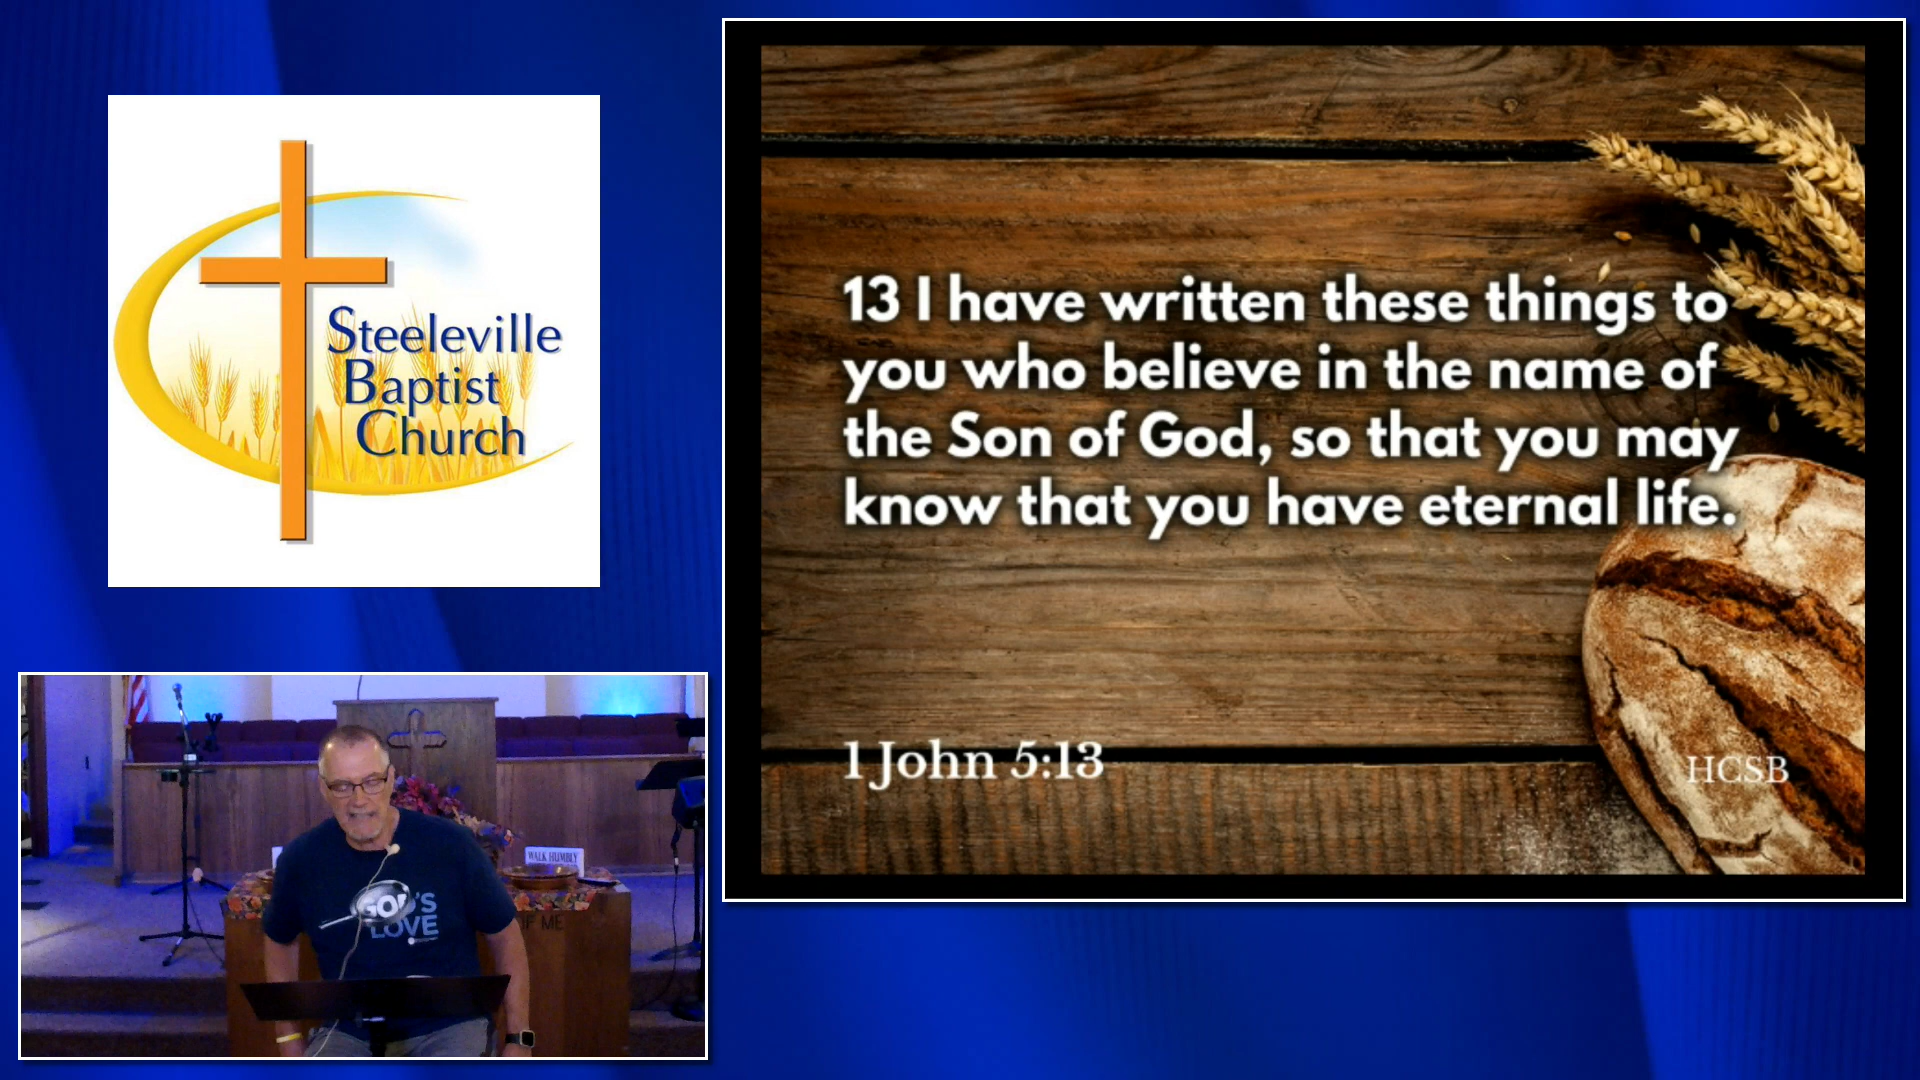 Steeleville
Baptist
Church
13 I have written these things to
you who believe in the name of
the Son of God, so that you may
know that you have eternal life.
1 John 5:13
HCSB
WALK HUMBLY
GOD'S
LOVE
OF ME